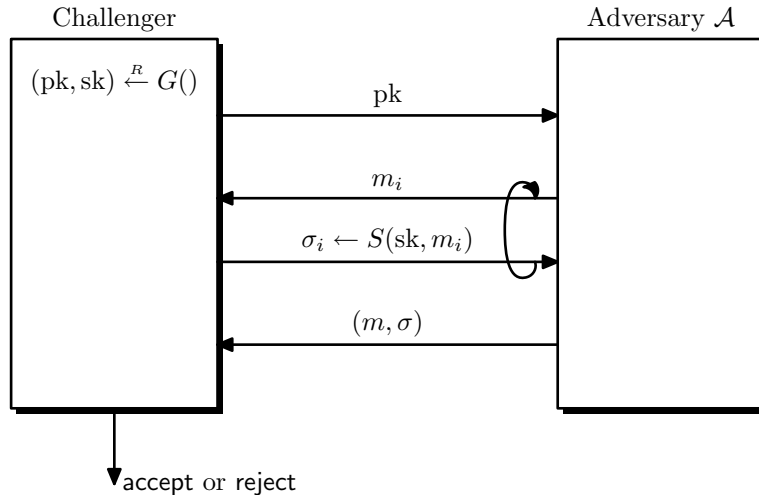 Challenger
Adversary 𝒜
(pk, sk) ←ᴿ G()
pk
mᵢ
σᵢ ← S(sk, mᵢ)
(m, σ)
accept or reject